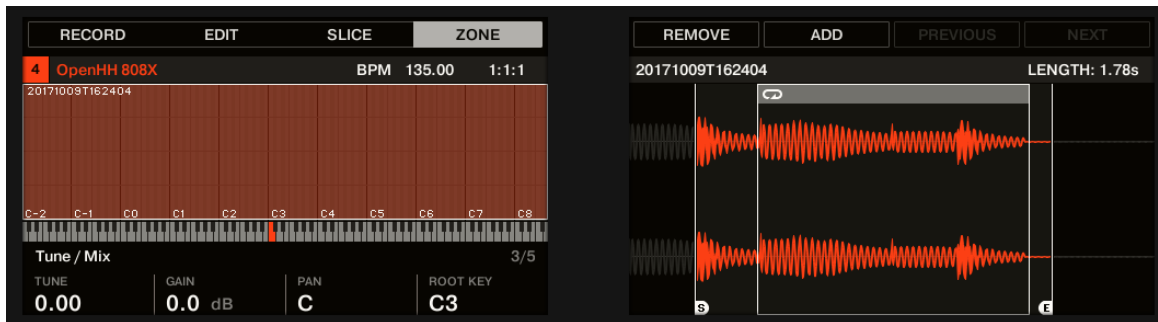 RECORD EDIT SLICE ZONE
4 OpenHH 808X BPM 135.00 1:1:1
20171009T162404
C-2 C-1 C0 C1 C2 C3 C4 C5 C6 C7 C8
Tune / Mix 3/5
TUNE GAIN PAN ROOT KEY
0.00 0.0 dB C C3
REMOVE ADD PREVIOUS NEXT
20171009T162404 LENGTH: 1.78s
S E